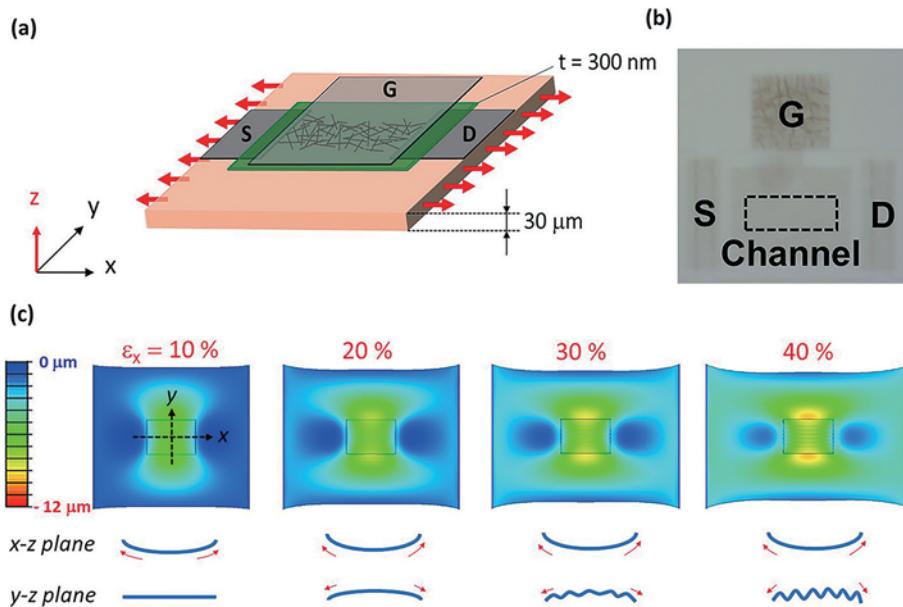 (a)
t = 300 nm
G
S
D
z
y
x
30 μm
(b)
G
S
D
Channel
(c)
0 μm
- 12 μm
εx = 10 %
20 %
30 %
40 %
y
x
x-z plane
y-z plane